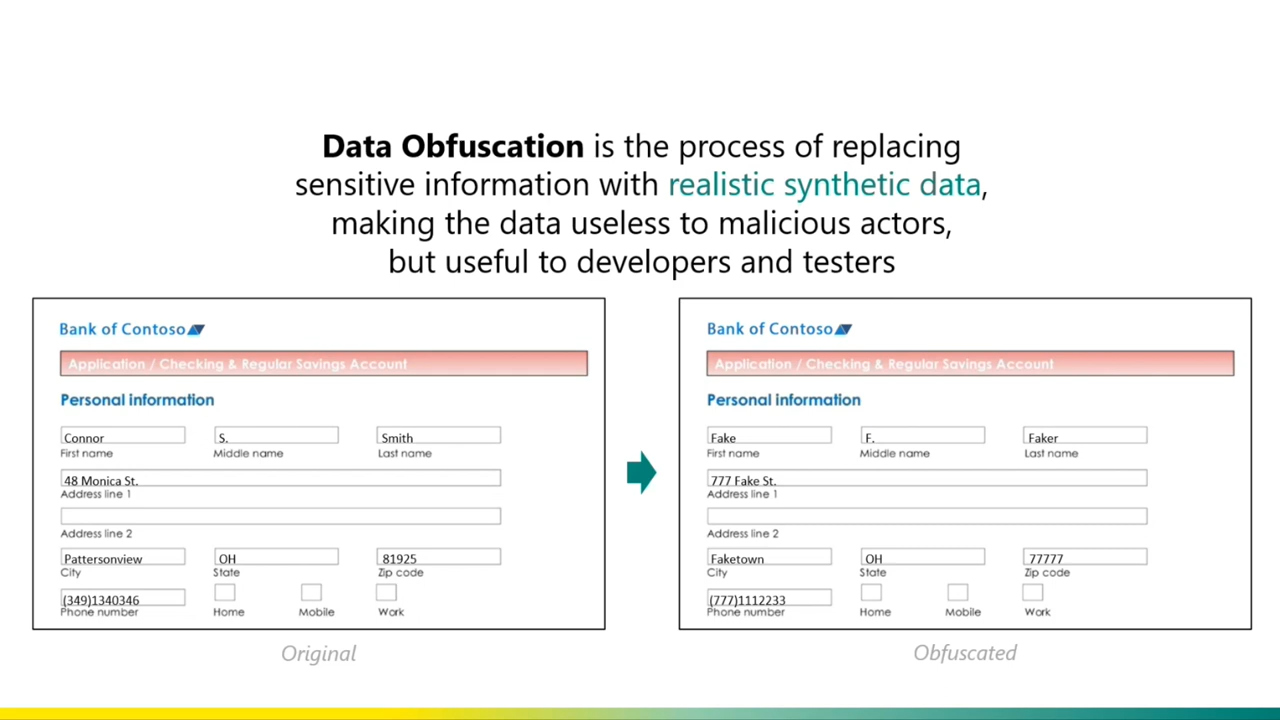 Data Obfuscation is the process of replacing
sensitive information with realistic synthetic data,
making the data useless to malicious actors,
but useful to developers and testers
Bank of Contoso
Application / Checking & Regular Savings Account
Personal information
Connor S. Smith
First name Middle name Last name
48 Monica St.
Address line 1
Address line 2
Pattersonview OH 81925
City State Zip code
(349)1340346
Phone number Home Mobile Work
Original
Bank of Contoso
Application / Checking & Regular Savings Account
Personal information
Fake F. Faker
First name Middle name Last name
777 Fake St.
Address line 1
Address line 2
Faketown OH 77777
City State Zip code
(777)1112233
Phone number Home Mobile Work
Obfuscated